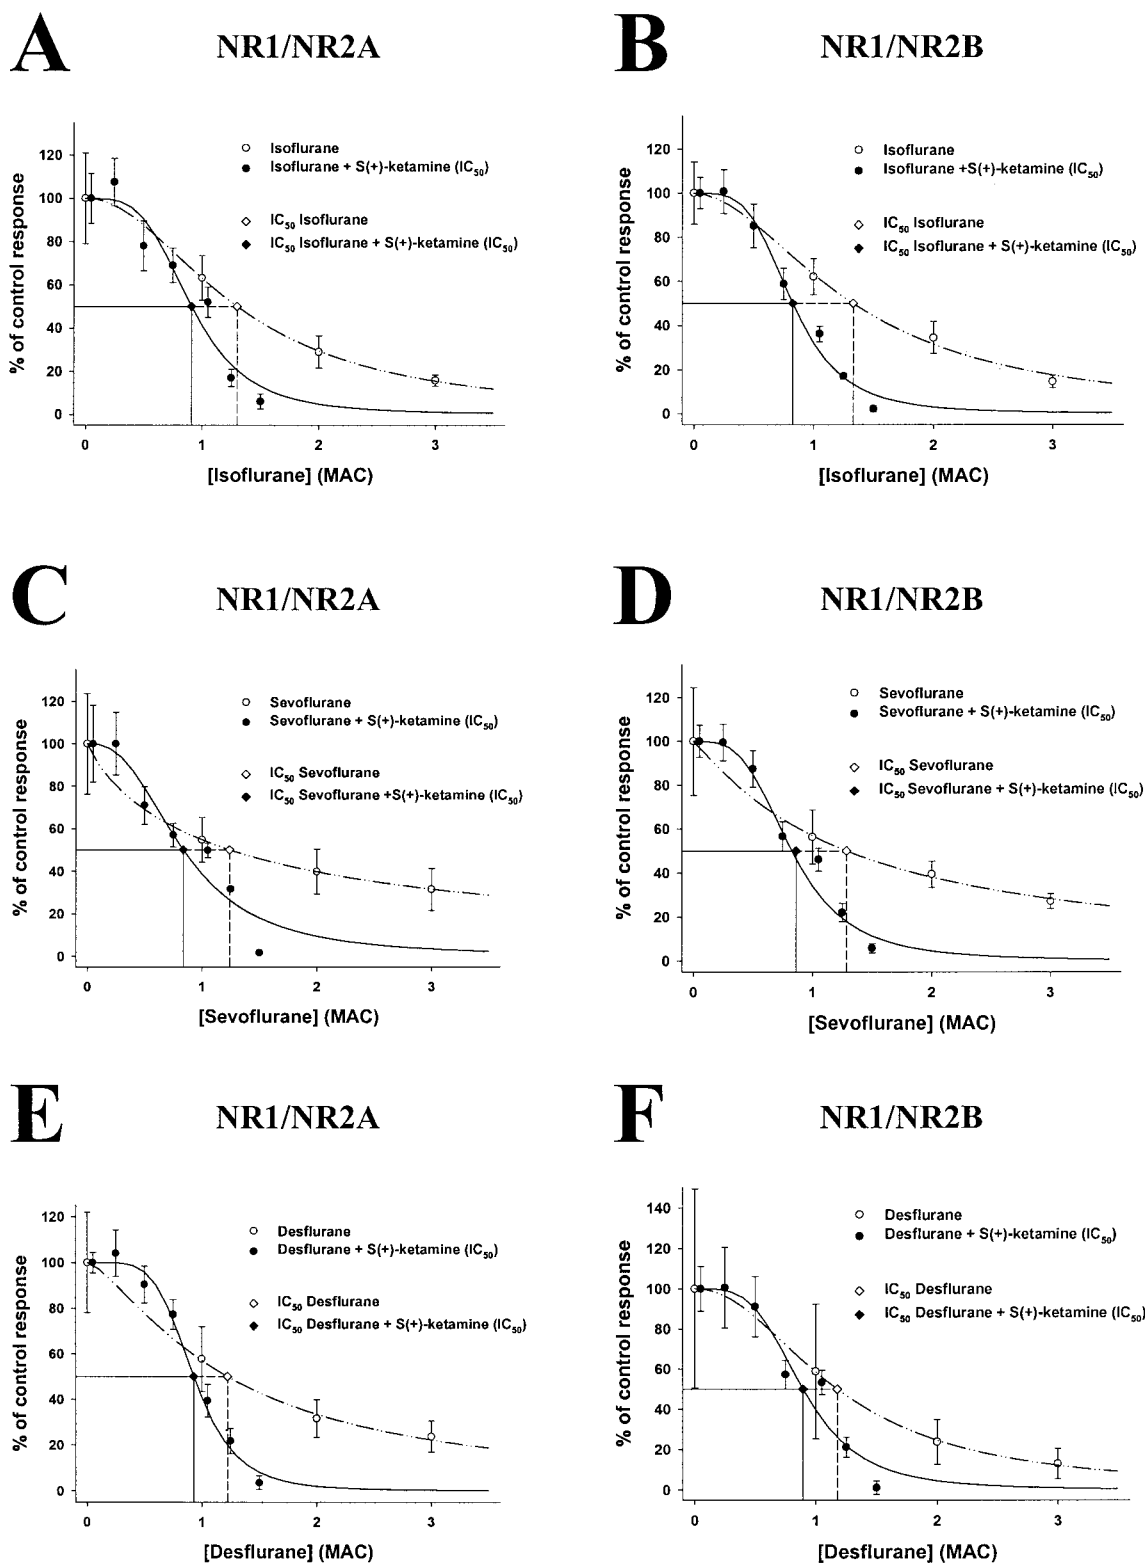 A
NR1/NR2A
120
100
80
60
40
20
0
% of control response
Isoflurane
Isoflurane + S(+)-ketamine (IC50)
IC50 Isoflurane
IC50 Isoflurane + S(+)-ketamine (IC50)
0 1 2 3
[Isoflurane] (MAC)
B
NR1/NR2B
120
100
80
60
40
20
0
% of control response
Isoflurane
Isoflurane +S(+)-ketamine (IC50)
IC50 Isoflurane
IC50 Isoflurane + S(+)-ketamine (IC50)
0 1 2 3
[Isoflurane] (MAC)
C
NR1/NR2A
120
100
80
60
40
20
0
% of control response
Sevoflurane
Sevoflurane + S(+)-ketamine (IC50)
IC50 Sevoflurane
IC50 Sevoflurane +S(+)-ketamine (IC50)
0 1 2 3
[Sevoflurane] (MAC)
D
NR1/NR2B
120
100
80
60
40
20
0
% of control response
Sevoflurane
Sevoflurane + S(+)-ketamine (IC50)
IC50 Sevoflurane
IC50 Sevoflurane + S(+)-ketamine (IC50)
0 1 2 3
[Sevoflurane] (MAC)
E
NR1/NR2A
120
100
80
60
40
20
0
% of control response
Desflurane
Desflurane + S(+)-ketamine (IC50)
IC50 Desflurane
IC50 Desflurane + S(+)-ketamine (IC50)
0 1 2 3
[Desflurane] (MAC)
F
NR1/NR2B
140
120
100
80
60
40
20
0
% of control response
Desflurane
Desflurane + S(+)-ketamine (IC50)
IC50 Desflurane
IC50 Desflurane + S(+)-ketamine (IC50)
0 1 2 3
[Desflurane] (MAC)